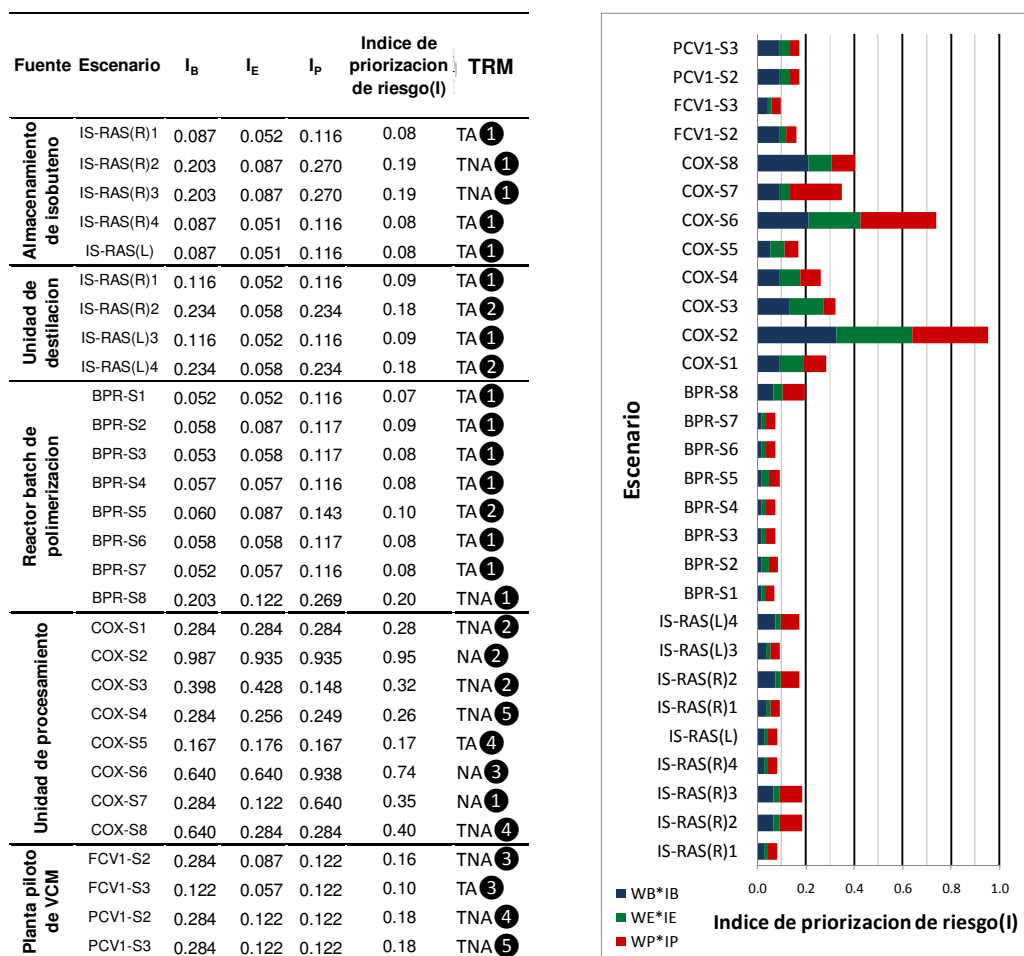 Fuente Escenario IB IE IP Indice de priorizacion de riesgo(I) TRM
Almacenamiento de isobuteno
IS-RAS(R)1 0.087 0.052 0.116 0.08 TA 1
IS-RAS(R)2 0.203 0.087 0.270 0.19 TNA 1
IS-RAS(R)3 0.203 0.087 0.270 0.19 TNA 1
IS-RAS(R)4 0.087 0.051 0.116 0.08 TA 1
IS-RAS(L) 0.087 0.051 0.116 0.08 TA 1
Unidad de destilacion
IS-RAS(R)1 0.116 0.052 0.116 0.09 TA 1
IS-RAS(R)2 0.234 0.058 0.234 0.18 TA 2
IS-RAS(L)3 0.116 0.052 0.116 0.09 TA 1
IS-RAS(L)4 0.234 0.058 0.234 0.18 TA 2
Reactor batch de polimerizacion
BPR-S1 0.052 0.052 0.116 0.07 TA 1
BPR-S2 0.058 0.087 0.117 0.09 TA 1
BPR-S3 0.053 0.058 0.117 0.08 TA 1
BPR-S4 0.057 0.057 0.116 0.08 TA 1
BPR-S5 0.060 0.087 0.143 0.10 TA 2
BPR-S6 0.058 0.058 0.117 0.08 TA 1
BPR-S7 0.052 0.057 0.116 0.08 TA 1
BPR-S8 0.203 0.122 0.269 0.20 TNA 1
Unidad de procesamiento
COX-S1 0.284 0.284 0.284 0.28 TNA 2
COX-S2 0.987 0.935 0.935 0.95 NA 2
COX-S3 0.398 0.428 0.148 0.32 TNA 2
COX-S4 0.284 0.256 0.249 0.26 TNA 5
COX-S5 0.167 0.176 0.167 0.17 TA 4
COX-S6 0.640 0.640 0.938 0.74 NA 3
COX-S7 0.284 0.122 0.640 0.35 NA 1
COX-S8 0.640 0.284 0.284 0.40 TNA 4
Planta piloto de VCM
FCV1-S2 0.284 0.087 0.122 0.16 TNA 3
FCV1-S3 0.122 0.057 0.122 0.10 TA 3
PCV1-S2 0.284 0.122 0.122 0.18 TNA 4
PCV1-S3 0.284 0.122 0.122 0.18 TNA 5
Escenario
PCV1-S3
PCV1-S2
FCV1-S3
FCV1-S2
COX-S8
COX-S7
COX-S6
COX-S5
COX-S4
COX-S3
COX-S2
COX-S1
BPR-S8
BPR-S7
BPR-S6
BPR-S5
BPR-S4
BPR-S3
BPR-S2
BPR-S1
IS-RAS(L)4
IS-RAS(L)3
IS-RAS(R)2
IS-RAS(R)1
IS-RAS(L)
IS-RAS(R)4
IS-RAS(R)3
IS-RAS(R)2
IS-RAS(R)1
0.0 0.2 0.4 0.6 0.8 1.0
WB*IB
WE*IE
WP*IP
Indice de priorizacion de riesgo(I)